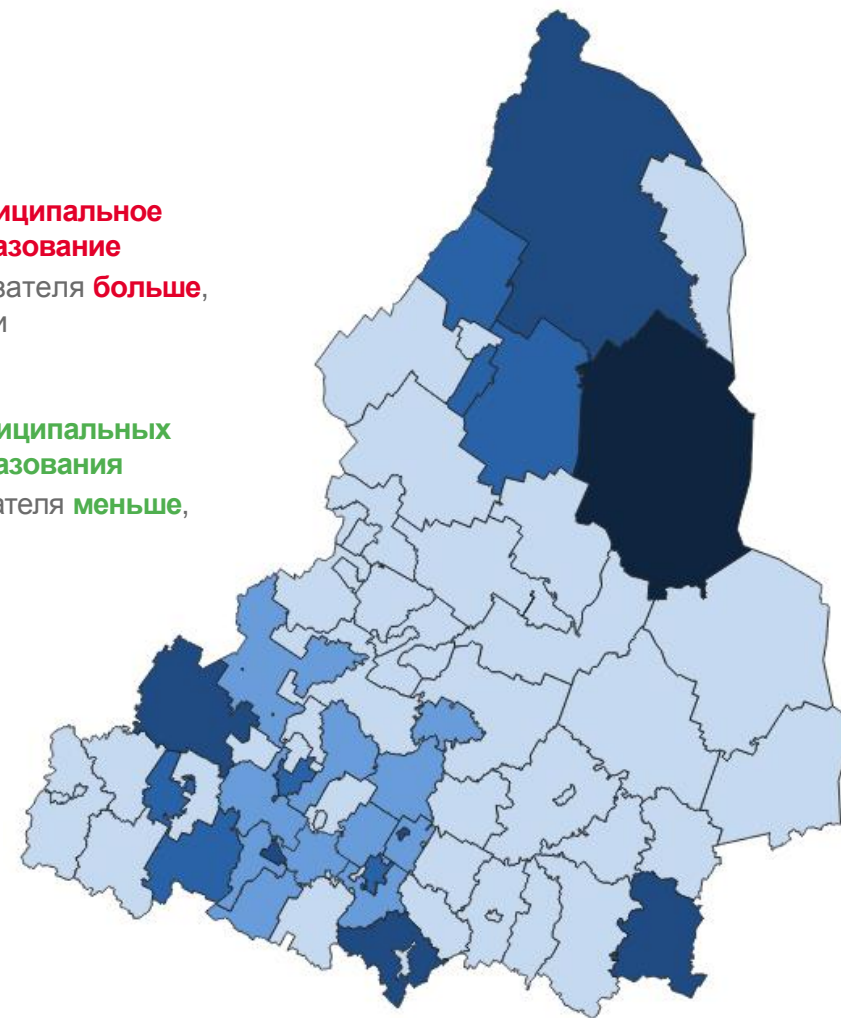 иципальное
азование
вателя больше,
и
иципальных
азования
ателя меньше,